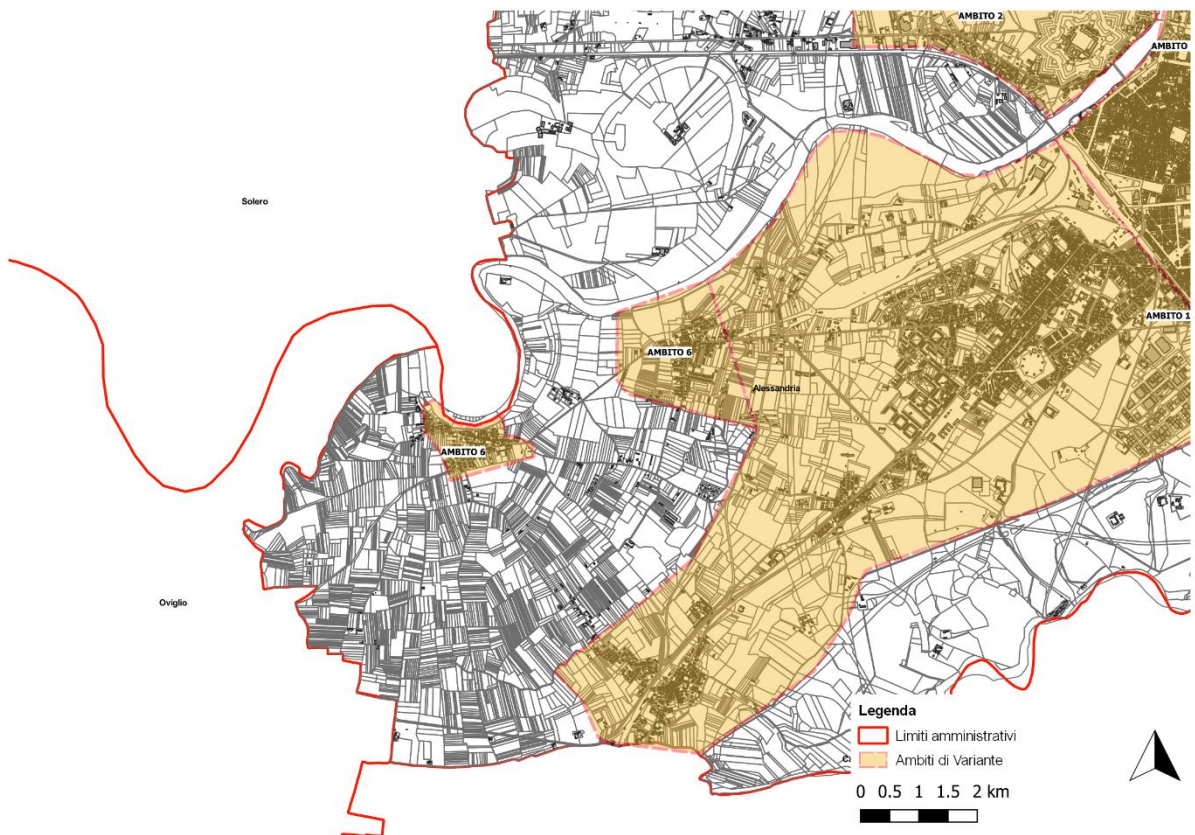 AMBITO 2
AMBITO
Solero
AMBITO 1
AMBITO 6
Alessandria
AMBITO 6
Oviglio
Legenda
Limiti amministrativi
Ambiti di Variante
0 0.5 1 1.5 2 km